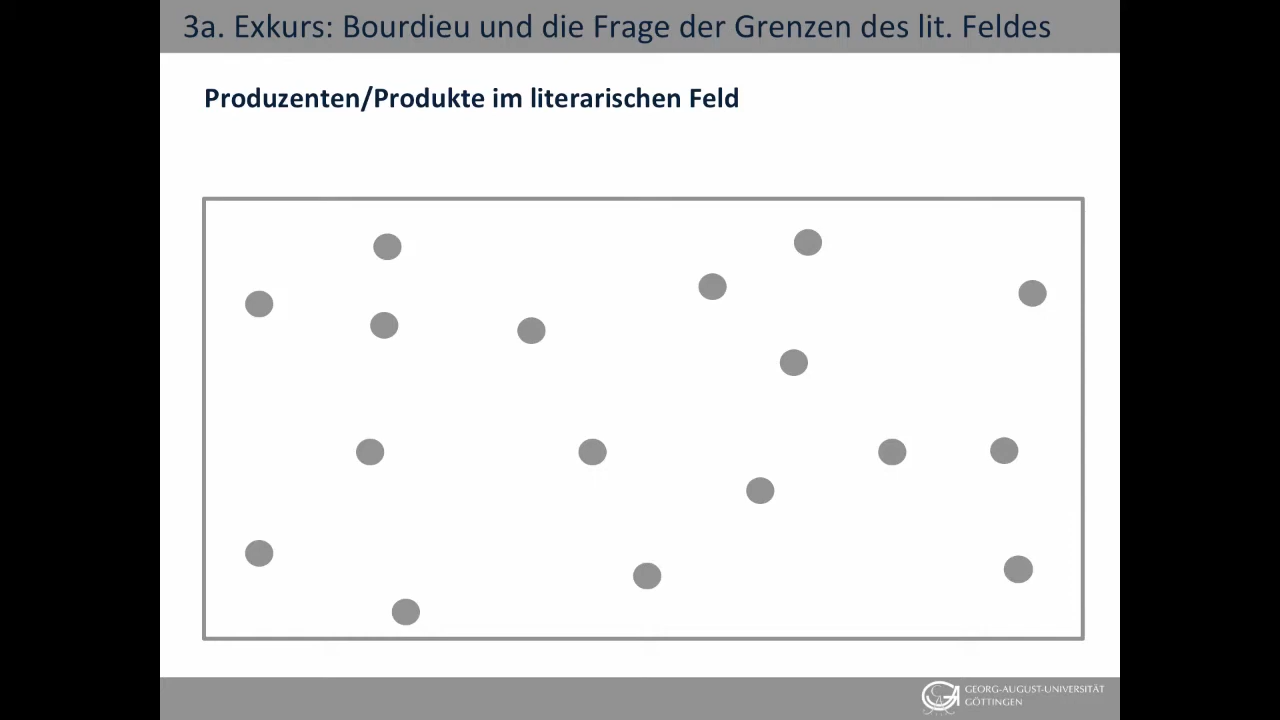 3a. Exkurs: Bourdieu und die Frage der Grenzen des lit. Feldes
Produzenten/Produkte im literarischen Feld
GEORG-AUGUST-UNIVERSITÄT
GÖTTINGEN